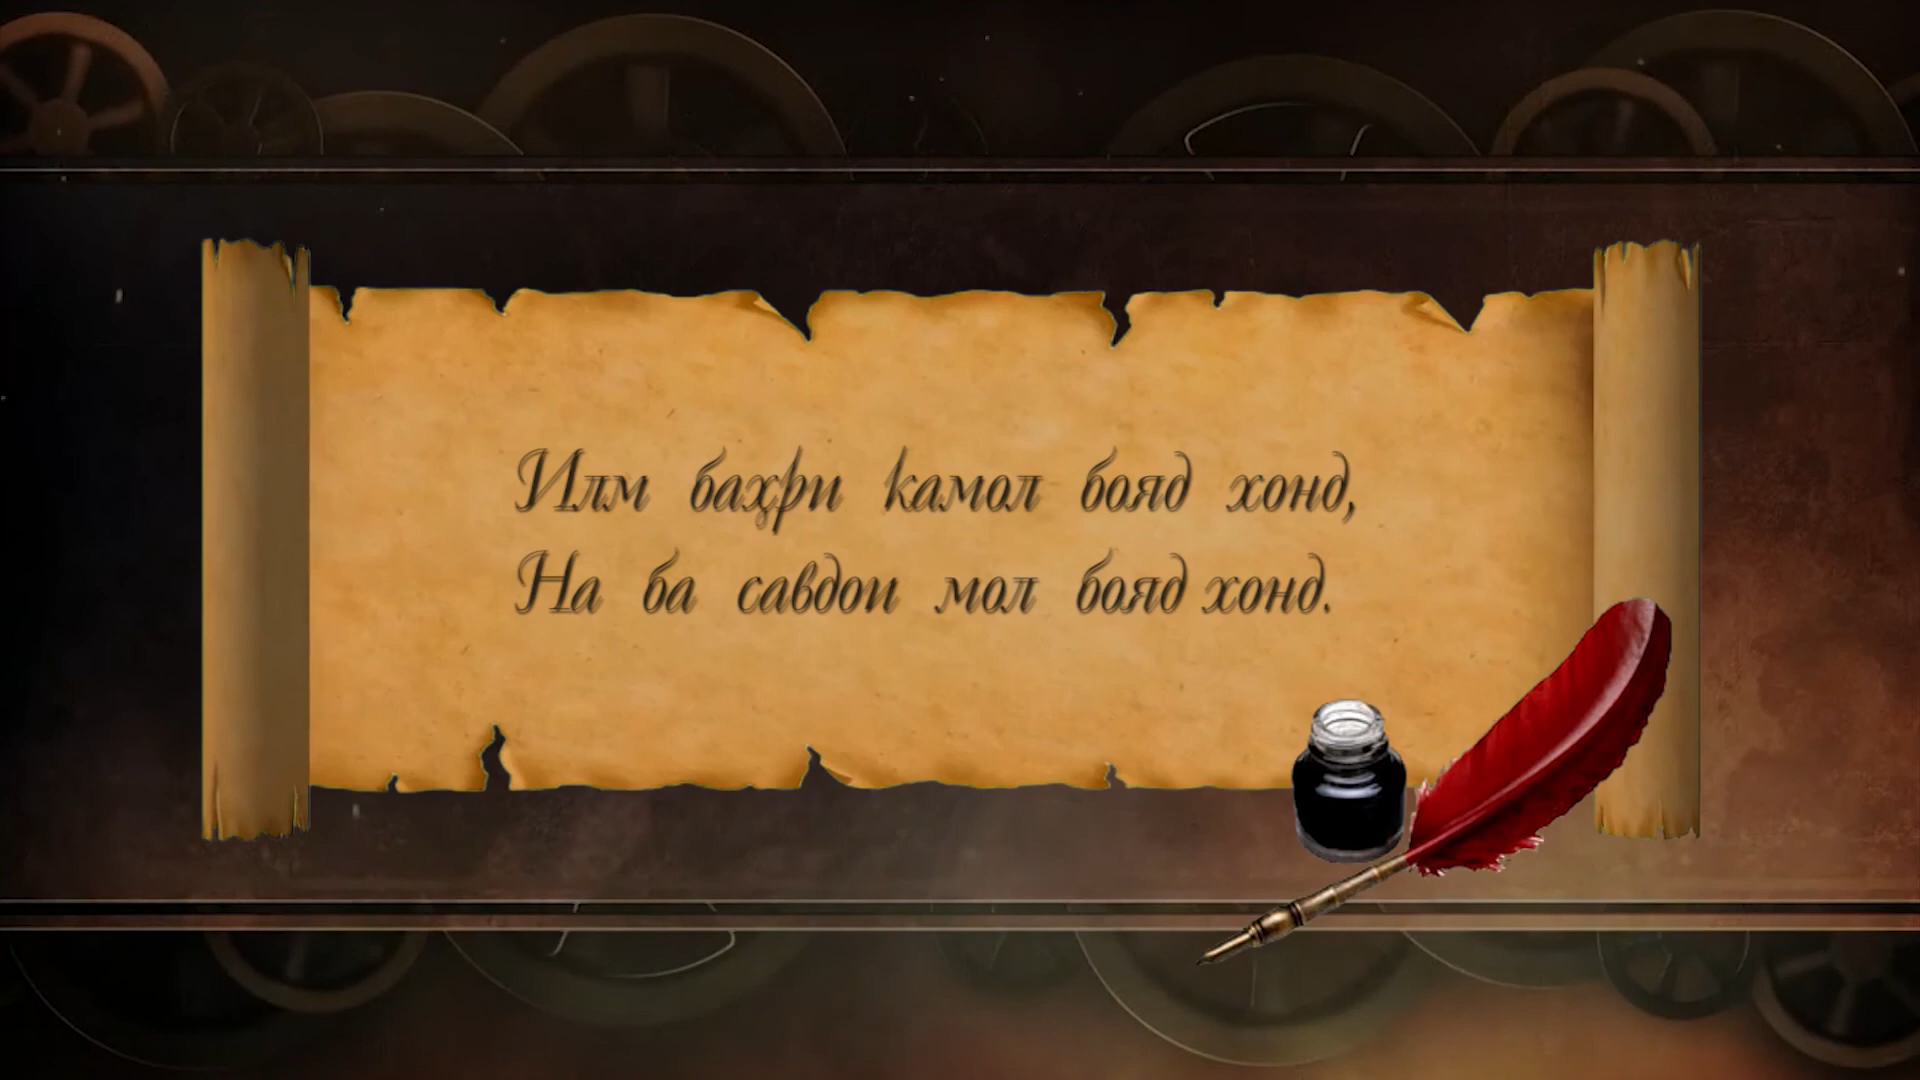 Илм баҳри камол бояд хонд,
На ба савдои мол бояд хонд.